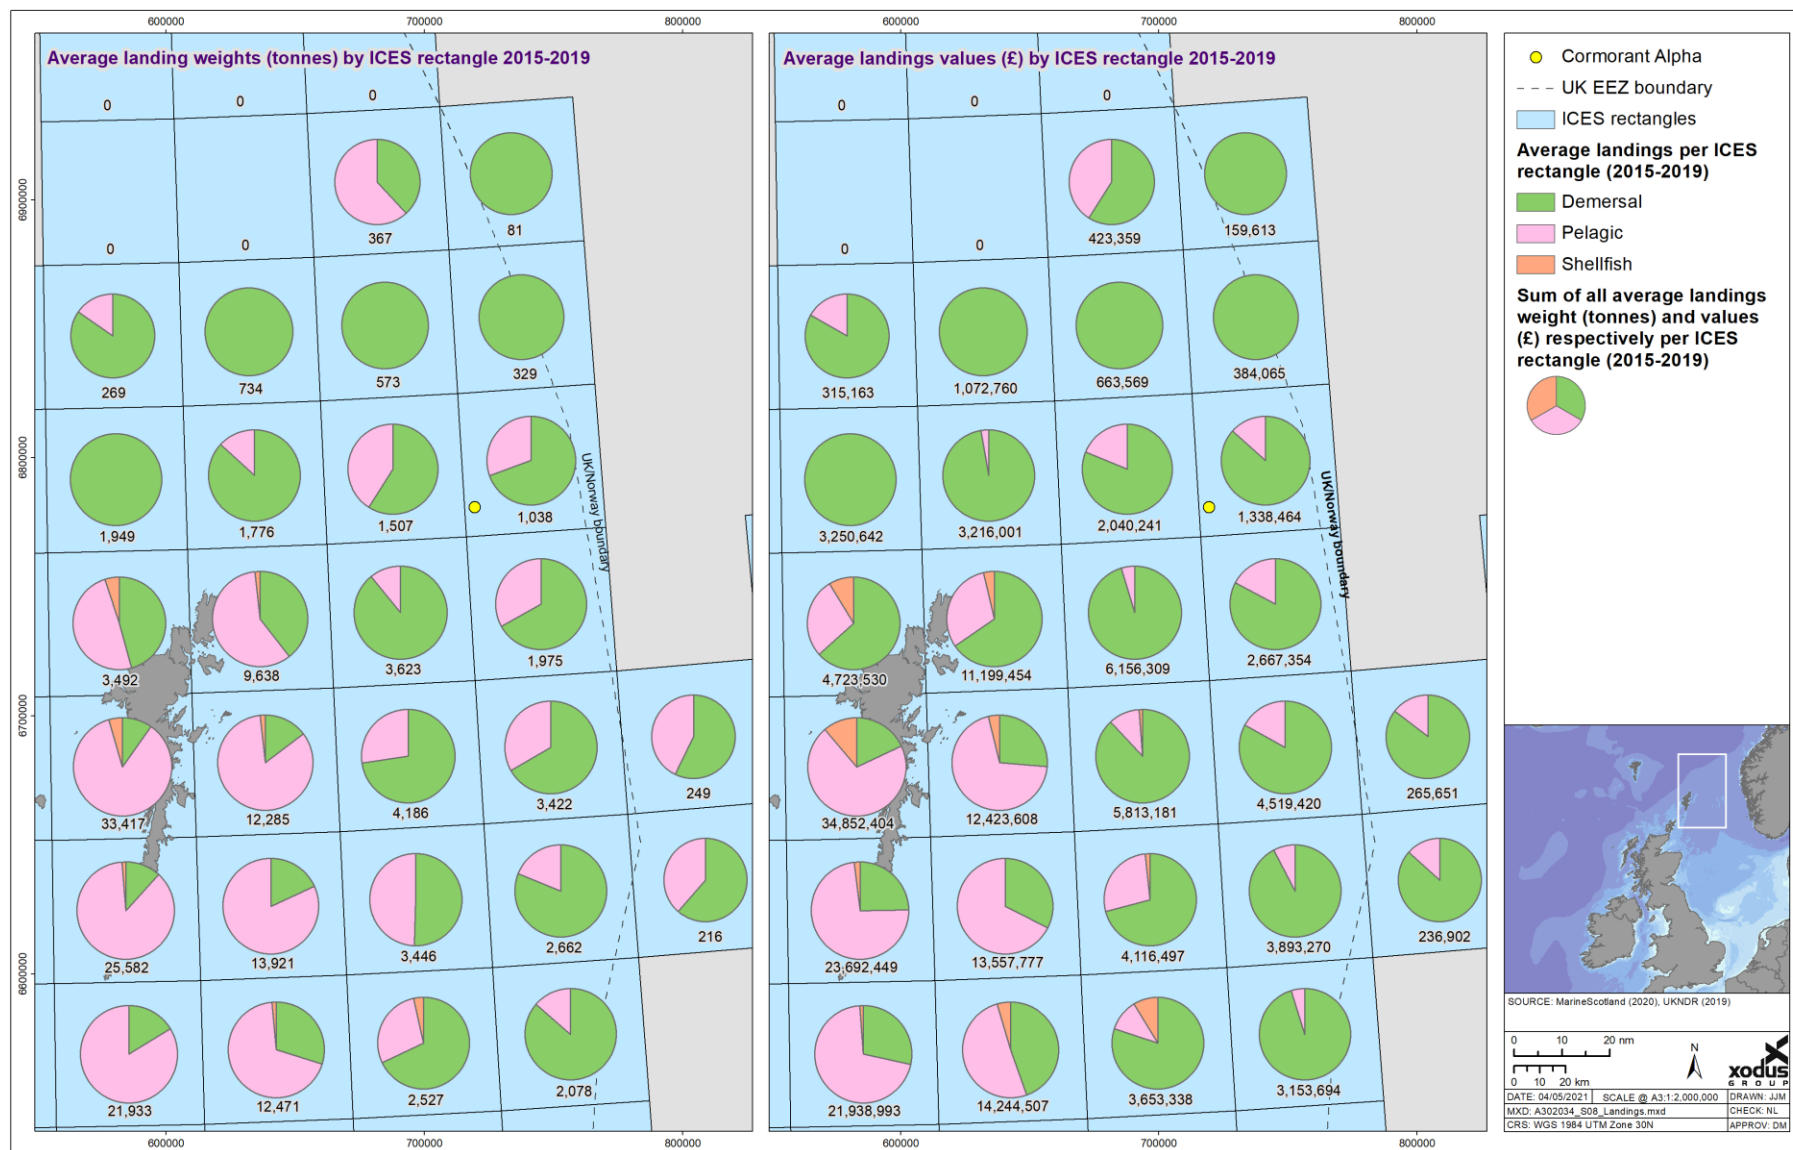 600000 700000 800000 600000 700000 800000
Average landing weights (tonnes) by ICES rectangle 2015-2019
0 0 0
367 81
0 0
269 734 573 329
1,949 1,776 1,507 1,038
UK/Norway boundary
3,492 9,638 3,623 1,975
33,417 12,285 4,186 3,422 249
25,582 13,921 3,446 2,662 216
21,933 12,471 2,527 2,078
6900000
6800000
6700000
6600000
Average landings values (£) by ICES rectangle 2015-2019
0 0 0
423,359 159,613
0 0
315,163 1,072,760 663,569 384,065
3,250,642 3,216,001 2,040,241 1,338,464
UK/Norway boundary
4,723,530 11,199,454 6,156,309 2,667,354
34,852,404 12,423,608 5,813,181 4,519,420 265,651
23,692,449 13,557,777 4,116,497 3,893,270 236,902
21,938,993 14,244,507 3,653,338 3,153,694
600000 700000 800000 600000 700000 800000
Cormorant Alpha
UK EEZ boundary
ICES rectangles
Average landings per ICES
rectangle (2015-2019)
Demersal
Pelagic
Shellfish
Sum of all average landings
weight (tonnes) and values
(£) respectively per ICES
rectangle (2015-2019)
SOURCE: MarineScotland (2020), UKNDR (2019)
0 10 20 nm
0 10 20 km
N
xodus
GROUP
DATE: 04/05/2021 SCALE @ A3:1:2,000,000 DRAWN: JJM
MXD: A302034_S08_Landings.mxd CHECK: NL
CRS: WGS 1984 UTM Zone 30N APPROV: DM